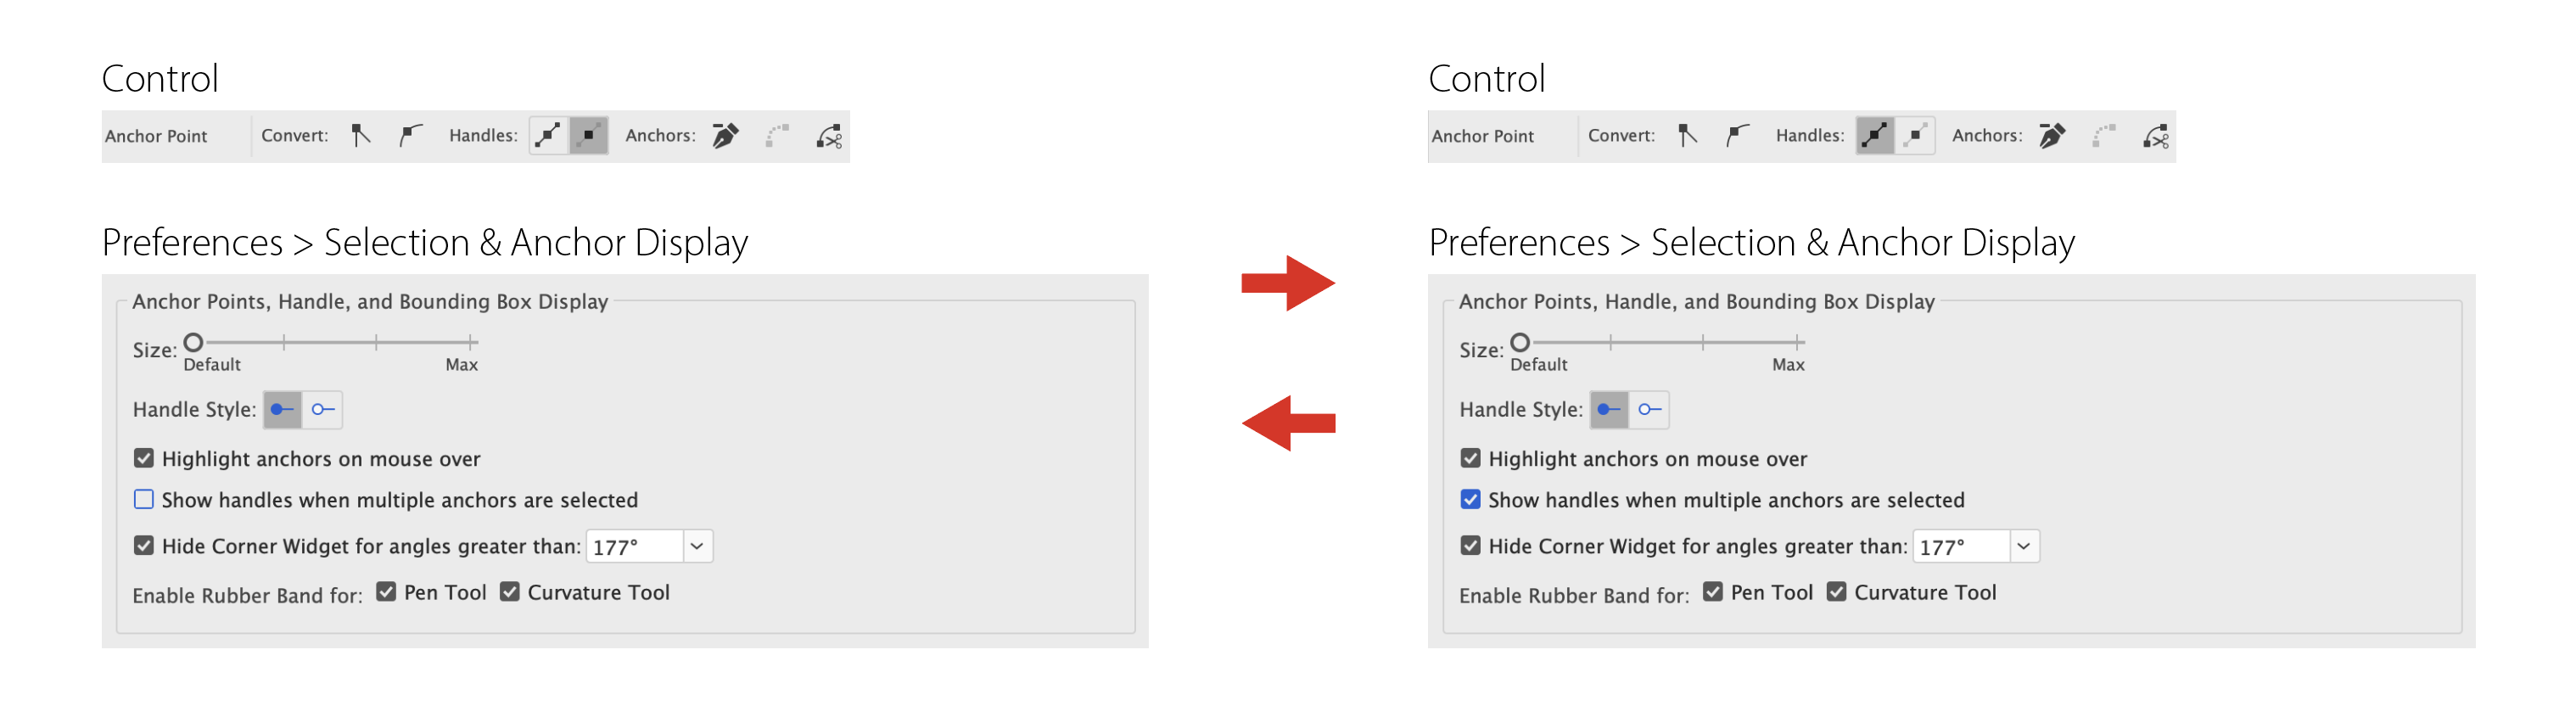 Control
Anchor Point Convert: Handles: Anchors:
Preferences > Selection & Anchor Display
Anchor Points, Handle, and Bounding Box Display
Size:
Default Max
Handle Style:
Highlight anchors on mouse over
Show handles when multiple anchors are selected
Hide Corner Widget for angles greater than: 177°
Enable Rubber Band for: Pen Tool Curvature Tool
Control
Anchor Point Convert: Handles: Anchors:
Preferences > Selection & Anchor Display
Anchor Points, Handle, and Bounding Box Display
Size:
Default Max
Handle Style:
Highlight anchors on mouse over
Show handles when multiple anchors are selected
Hide Corner Widget for angles greater than: 177°
Enable Rubber Band for: Pen Tool Curvature Tool